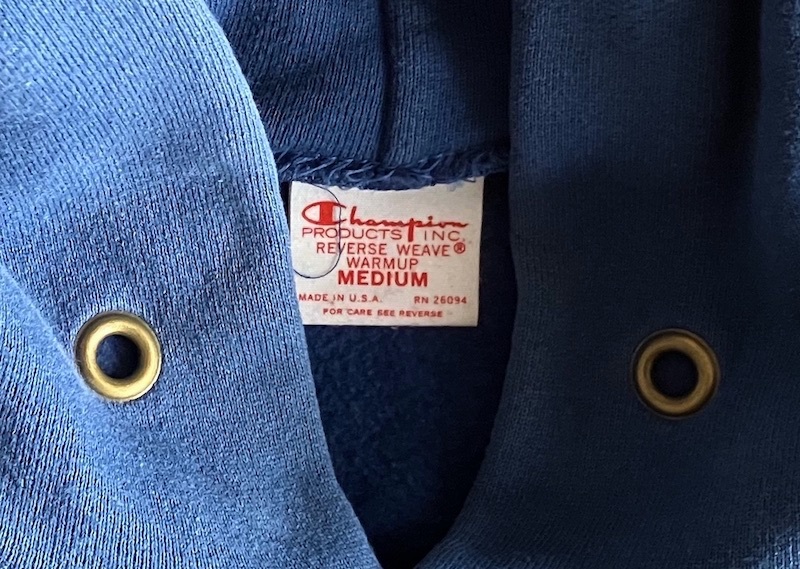 Champion
PRODUCTS INC.
REVERSE WEAVE®
WARMUP
MEDIUM
MADE IN U.S.A. RN 26094
FOR CARE SEE REVERSE